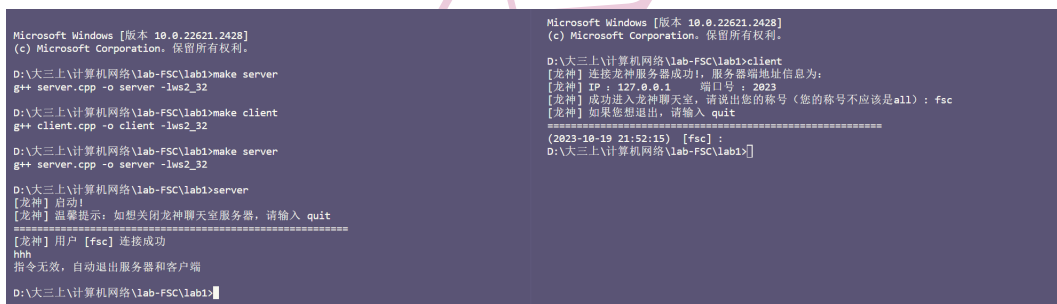 Microsoft Windows [版本 10.0.22621.2428]
(c) Microsoft Corporation。保留所有权利。
D:\大三上\计算机网络\lab-FSC\lab1>make server
g++ server.cpp -o server -lws2_32
D:\大三上\计算机网络\lab-FSC\lab1>make client
g++ client.cpp -o client -lws2_32
D:\大三上\计算机网络\lab-FSC\lab1>make server
g++ server.cpp -o server -lws2_32
D:\大三上\计算机网络\lab-FSC\lab1>server
[龙神] 启动!
[龙神] 温馨提示: 如想关闭龙神聊天室服务器, 请输入 quit
=========================================================
[龙神] 用户 [fsc] 连接成功
hhh
指令无效, 自动退出服务器和客户端
D:\大三上\计算机网络\lab-FSC\lab1>
Microsoft Windows [版本 10.0.22621.2428]
(c) Microsoft Corporation。保留所有权利。
D:\大三上\计算机网络\lab-FSC\lab1>client
[龙神] 连接龙神服务器成功!, 服务器端地址信息为:
[龙神] IP : 127.0.0.1 端口号 : 2023
[龙神] 成功进入龙神聊天室, 请说出您的称号 (您的称号不应该是all) : fsc
[龙神] 如果您想退出, 请输入 quit
=========================================================
(2023-10-19 21:52:15) [fsc] :
D:\大三上\计算机网络\lab-FSC\lab1>